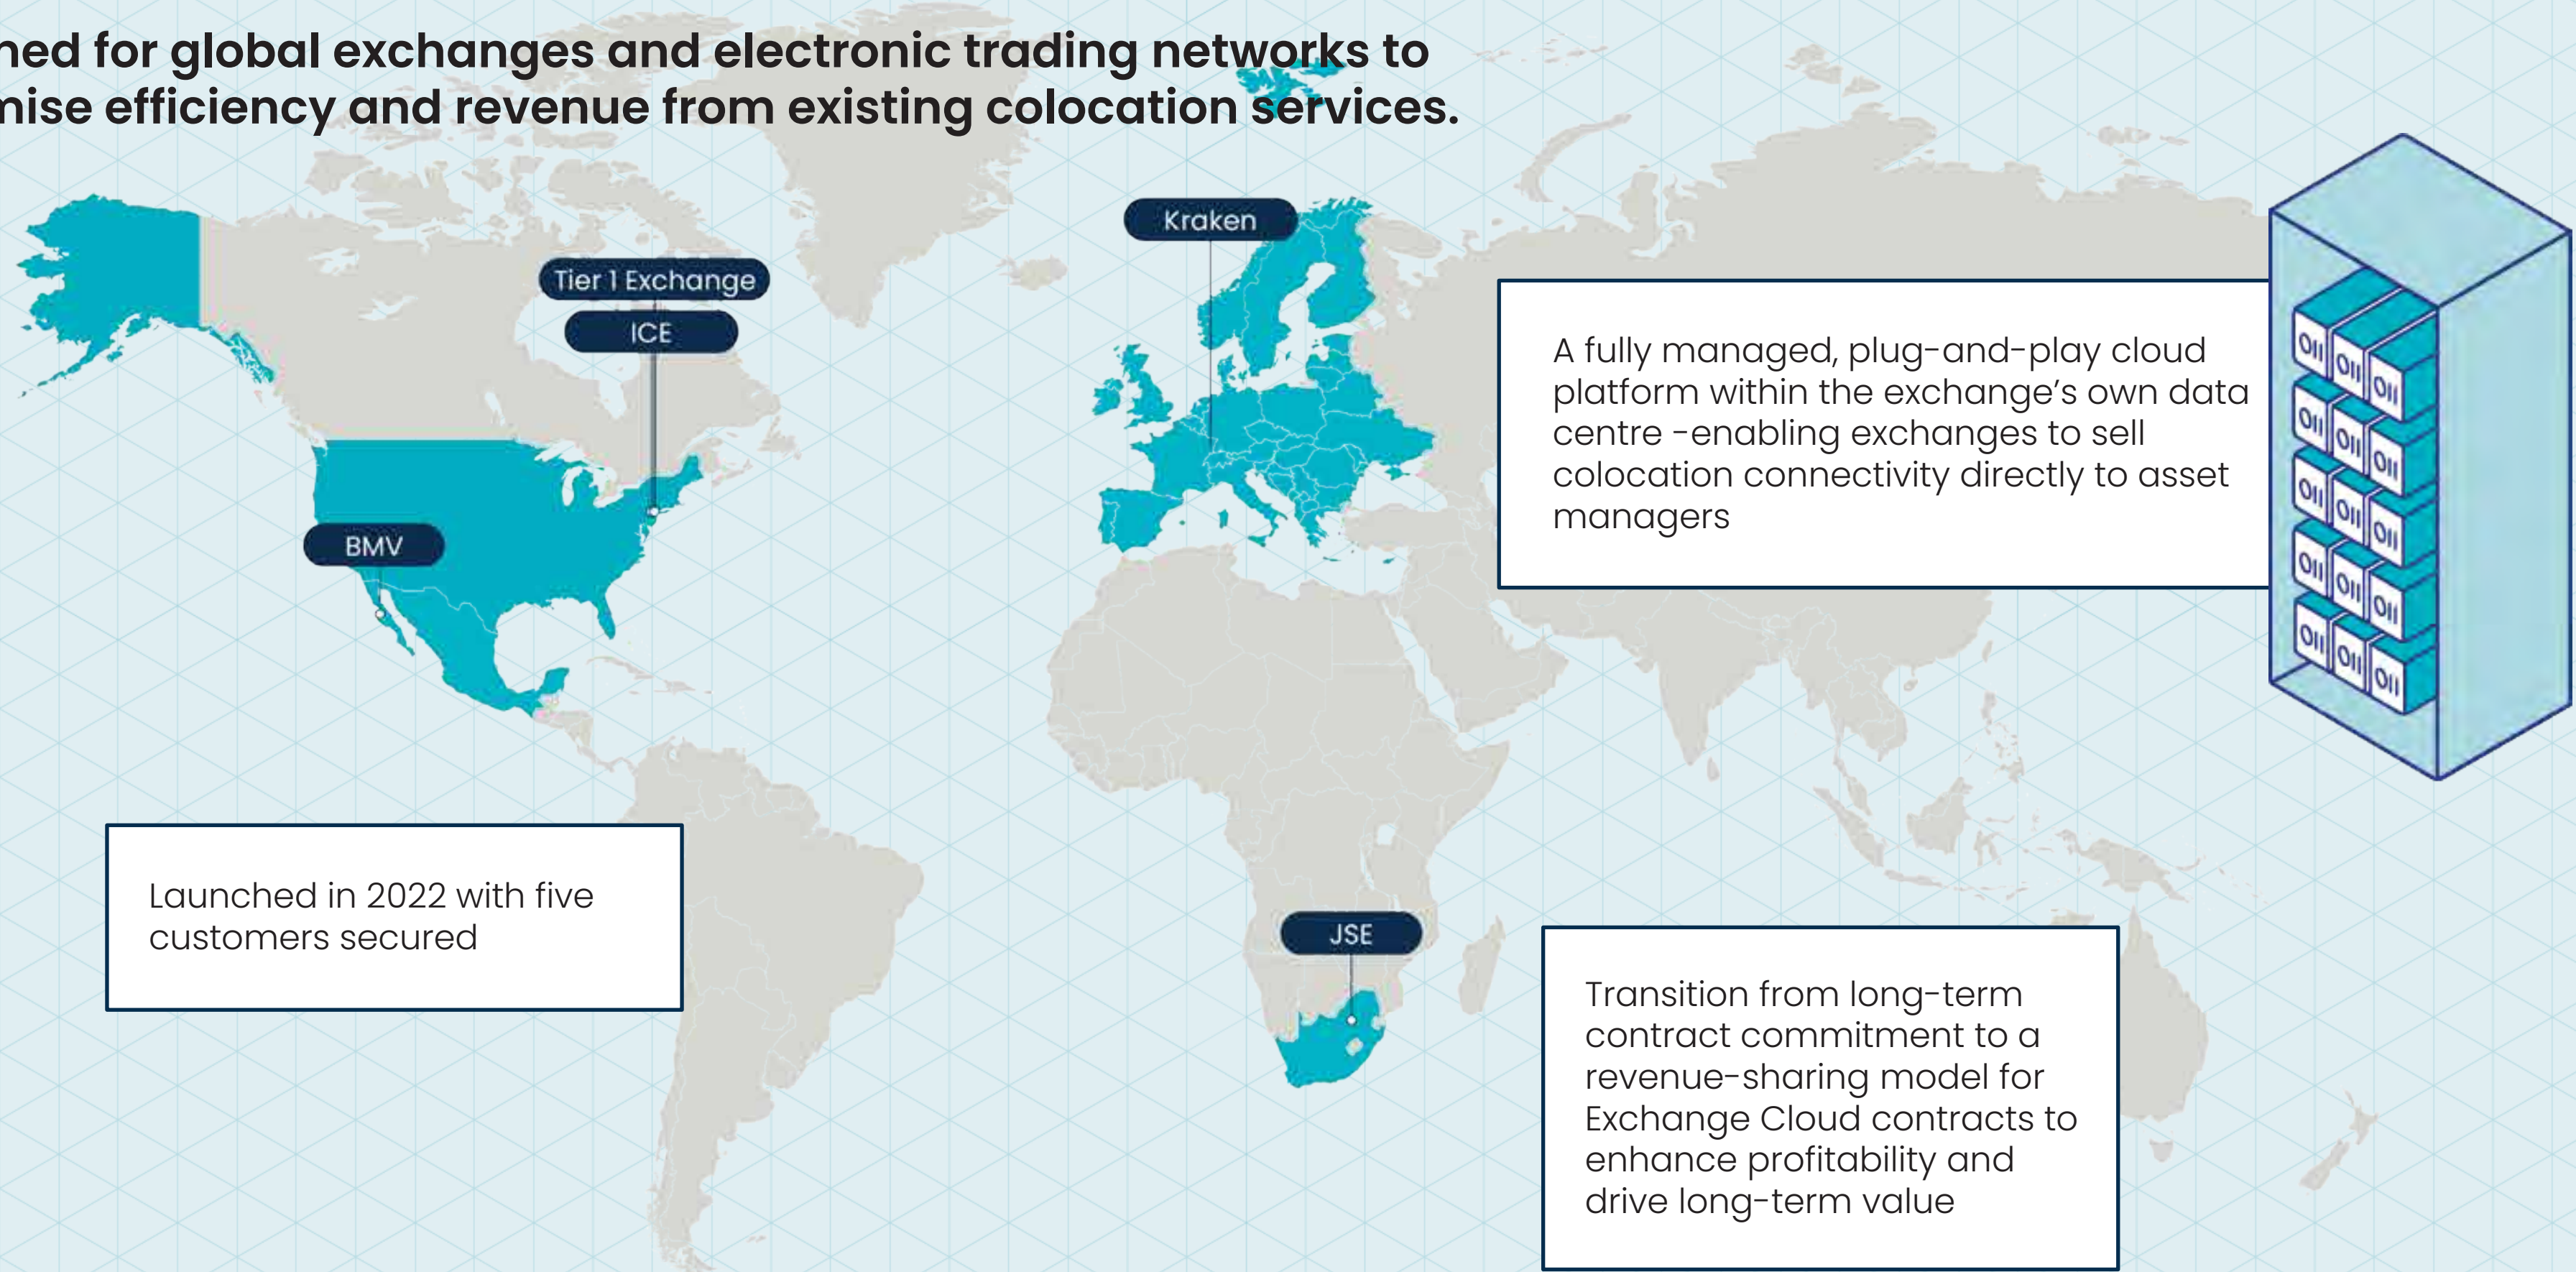 ned for global exchanges and electronic trading networks to
mise efficiency and revenue from existing colocation services.
Kraken
Tier 1 Exchange
ICE
A fully managed, plug-and-play cloud
platform within the exchange’s own data
centre -enabling exchanges to sell
colocation connectivity directly to asset
managers
BMV
Launched in 2022 with five
customers secured
JSE
Transition from long-term
contract commitment to a
revenue-sharing model for
Exchange Cloud contracts to
enhance profitability and
drive long-term value